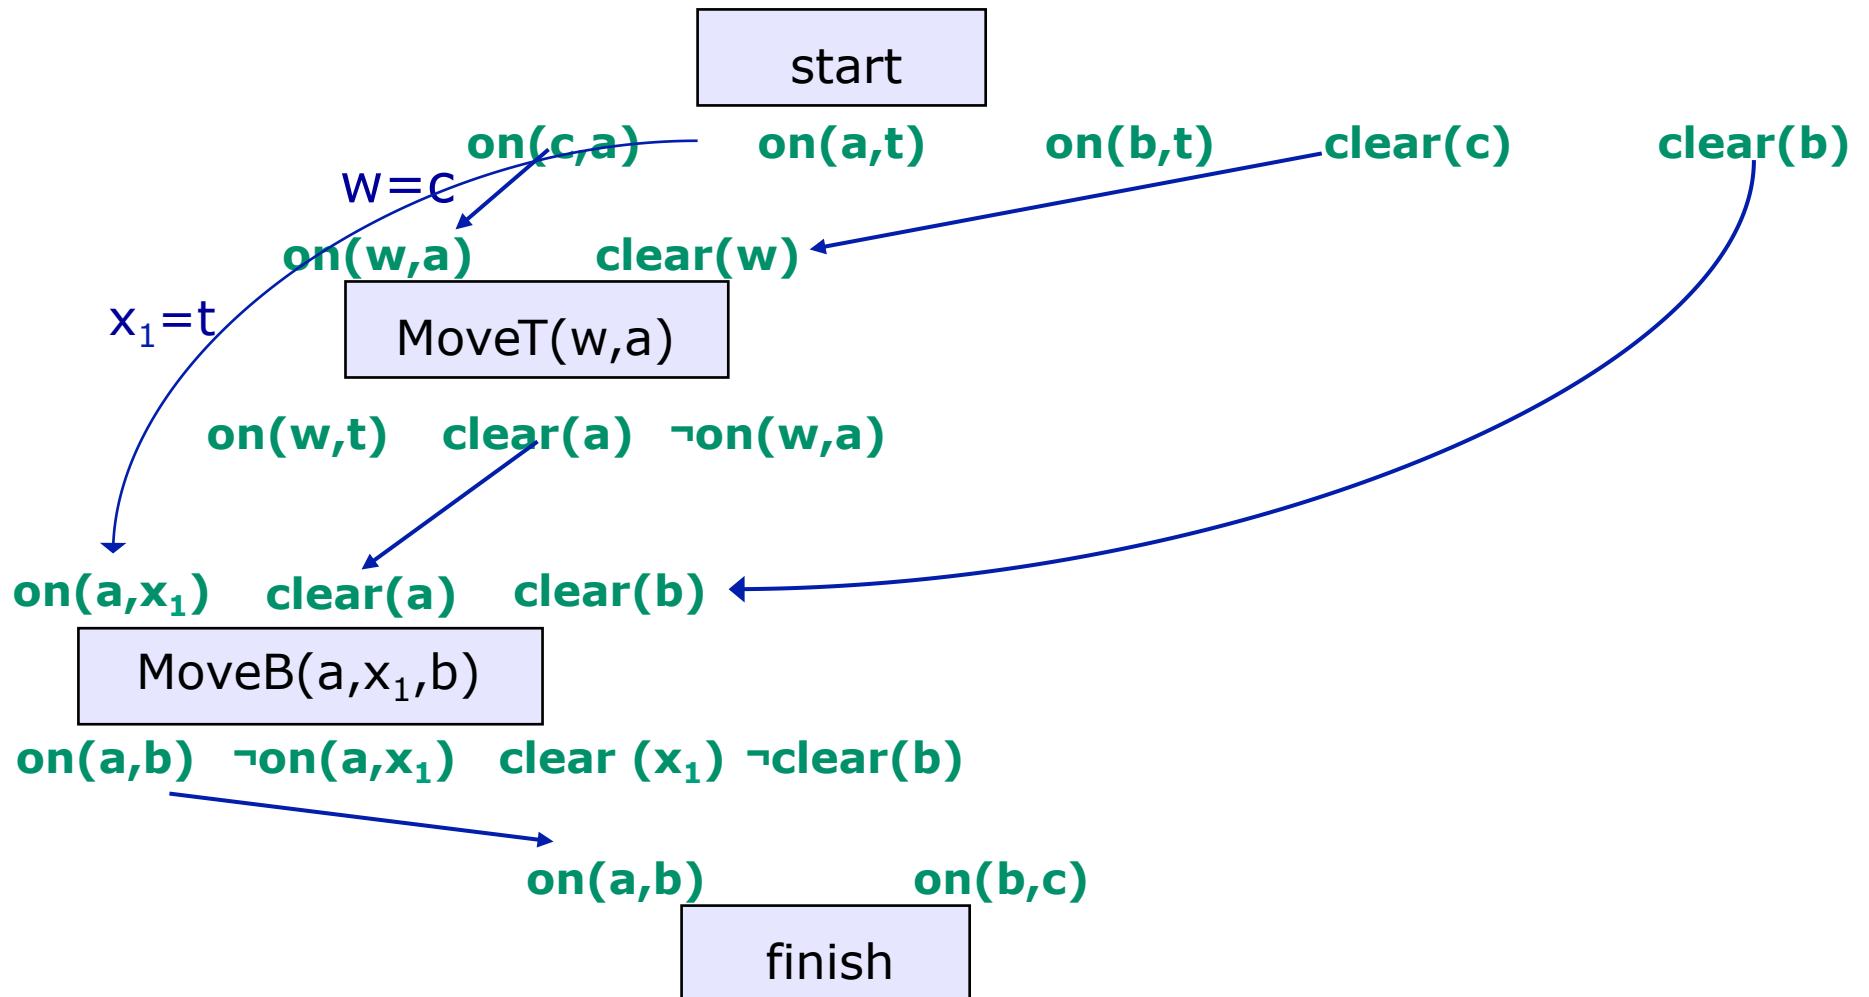 start
on(c,a) on(a,t) on(b,t) clear(c) clear(b)
w=c
on(w,a) clear(w)
x₁=t
MoveT(w,a)
on(w,t) clear(a) ¬on(w,a)
on(a,x₁) clear(a) clear(b)
MoveB(a,x₁,b)
on(a,b) ¬on(a,x₁) clear (x₁) ¬clear(b)
on(a,b) on(b,c)
finish